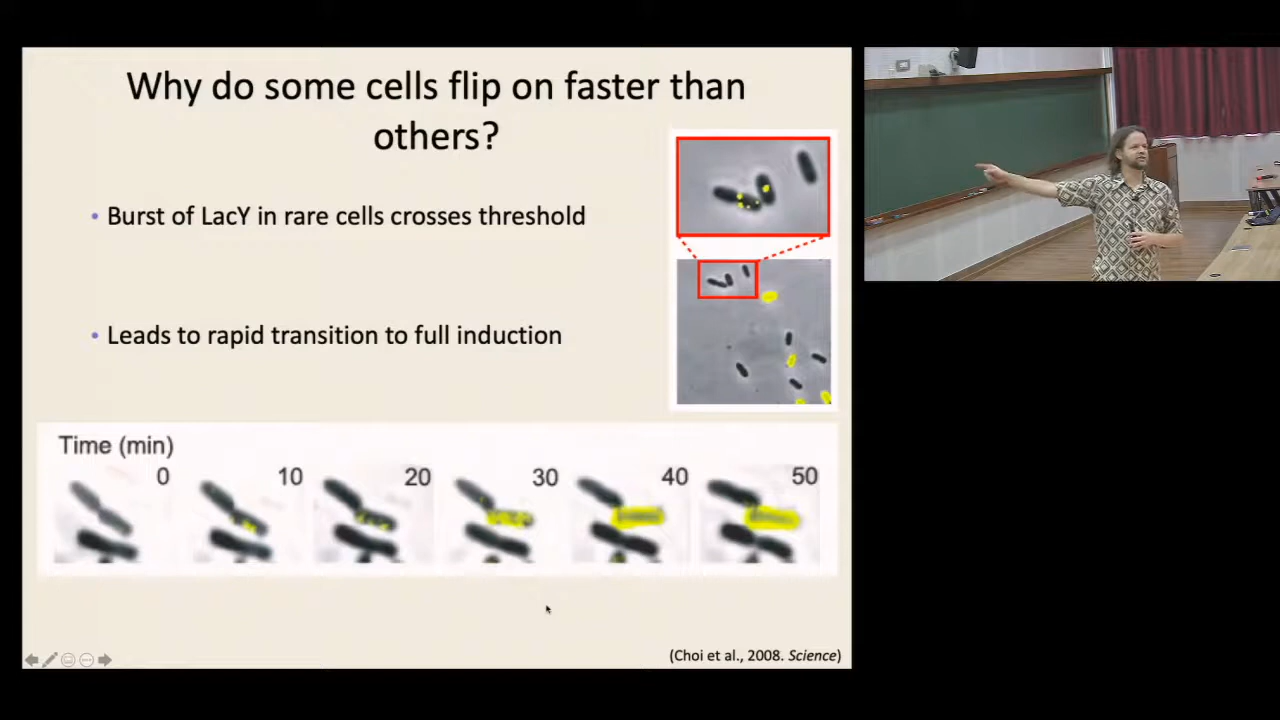 Why do some cells flip on faster than
others?
• Burst of LacY in rare cells crosses threshold
• Leads to rapid transition to full induction
Time (min)
0 10 20 30 40 50
(Choi et al., 2008. Science)